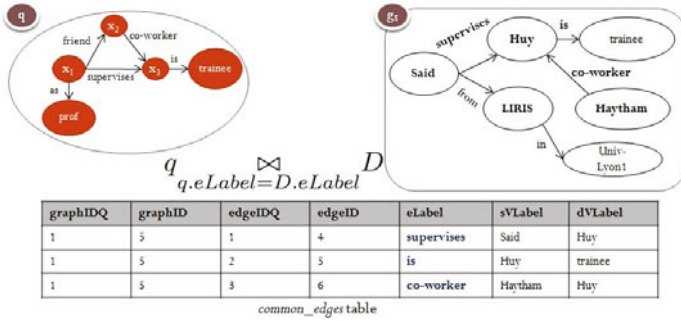 q
x2
friend
co-worker
x1
supervises
x3
is
trainee
as
prof
g5
supervises
Huy
is
trainee
Said
co-worker
from
LIRIS
Haytham
in
Univ-
Lyon1
q ⋈ D
q.eLabel=D.eLabel
graphIDQ graphID edgeIDQ edgeID eLabel sVLabel dVLabel
1 5 1 4 supervises Said Huy
1 5 2 5 is Huy trainee
1 5 3 6 co-worker Haytham Huy
common_edges table